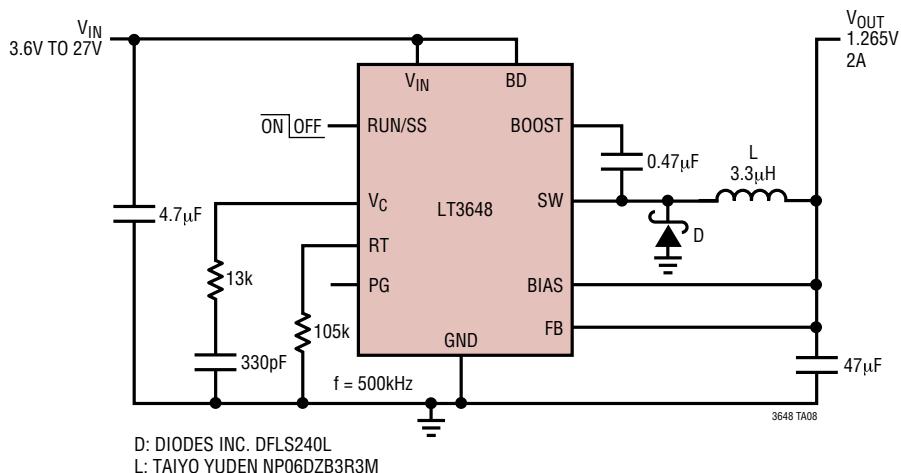 VIN
3.6V TO 27V
VOUT
1.265V
2A
VIN
BD
ON OFF
RUN/SS
BOOST
0.47µF
L
3.3µH
4.7µF
VC
LT3648
SW
D
RT
13k
PG
BIAS
105k
FB
GND
330pF
47µF
f = 500kHz
3648 TA08
D: DIODES INC. DFLS240L
L: TAIYO YUDEN NP06DZB3R3M